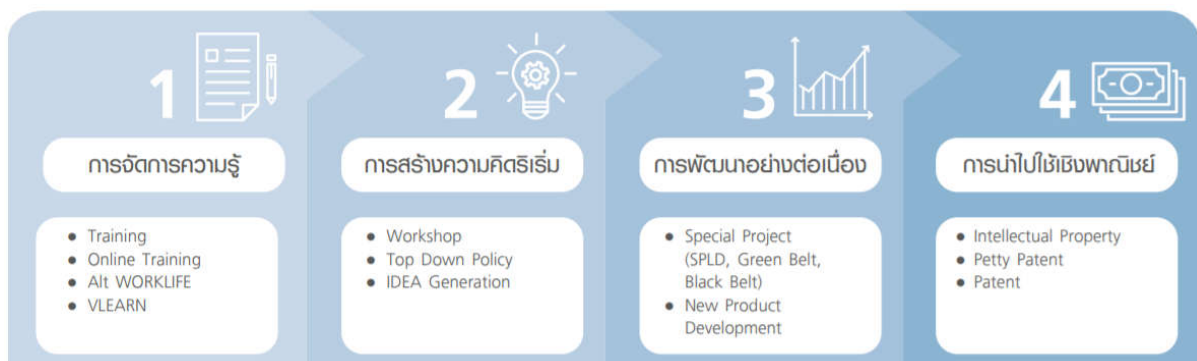 1
การจัดการความรู้
● Training
● Online Training
● Alt WORKLIFE
● VLEARN
2
การสร้างความคิดริเริ่ม
● Workshop
● Top Down Policy
● IDEA Generation
3
การพัฒนาอย่างต่อเนื่อง
● Special Project
(SPLD, Green Belt,
Black Belt)
● New Product
Development
4
การนำไปใช้เชิงพาณิชย์
● Intellectual Property
● Petty Patent
● Patent